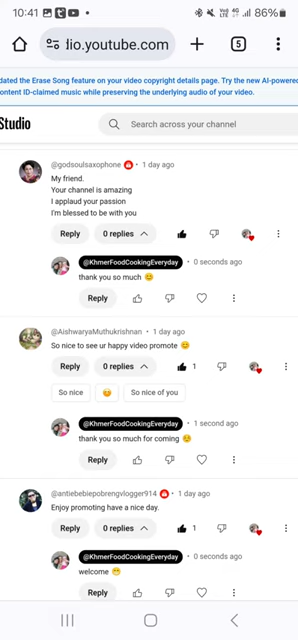 10:41
86%
dio.youtube.com
5
dated the Erase Song feature on your video copyright details page. Try the new AI-powered
ontent ID-claimed music while preserving the underlying audio of your video.
Studio
Search across your channel
@godsoulsaxophone • 1 day ago
My friend.
Your channel is amazing
I applaud your passion
I'm blessed to be with you
Reply 0 replies
@KhmerFoodCookingEveryday • 0 seconds ago
thank you so much 😊
Reply
@AishwaryaMuthukrishnan • 1 day ago
So nice to see ur happy video promote 😊
Reply 0 replies 1
So nice 😊 So nice of you
@KhmerFoodCookingEveryday • 1 second ago
thank you so much for coming ☺️
Reply
@antiebebiepobrengvlogger914 • 1 day ago
Enjoy promoting have a nice day.
Reply 0 replies 1
@KhmerFoodCookingEveryday • 0 seconds ago
welcome 😁
Reply